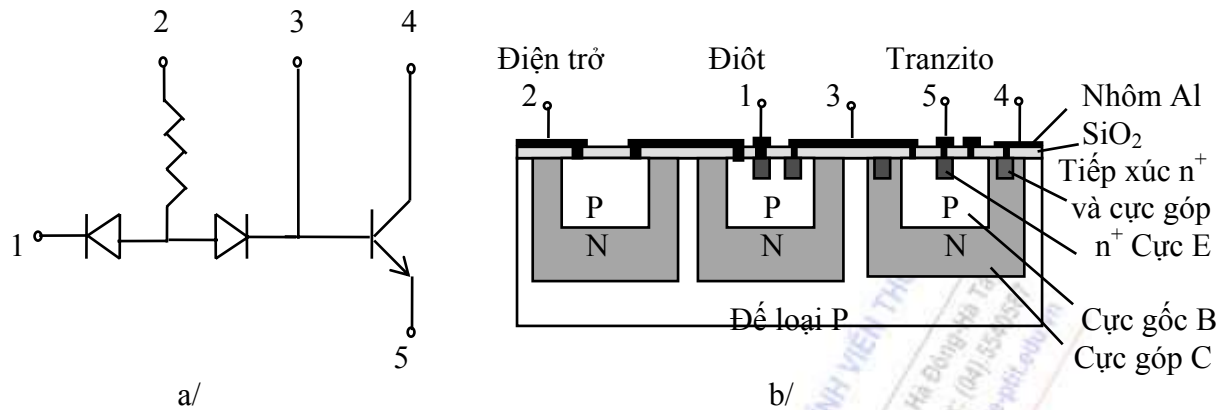 2 3 4
1
5
a/
Điện trở Điôt Tranzito
2 1 3 5 4
Nhôm Al
SiO2
Tiếp xúc n+
và cực góp
n+ Cực E
Cực gốc B
Cực góp C
P P P
N N N
Đế loại P
b/